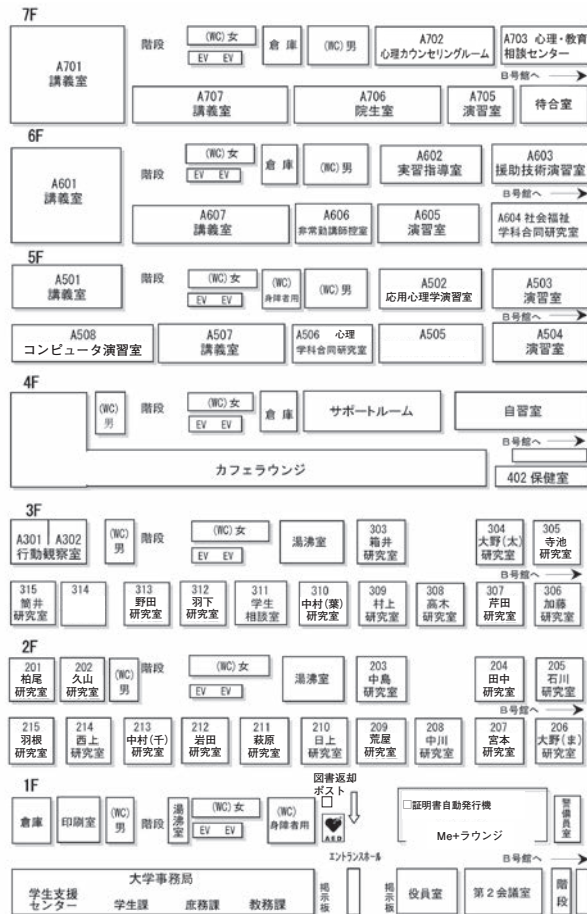 7F
A701
講義室
階段
(WC) 女
EV EV
倉庫
(WC) 男
A702
心理カウンセリングルーム
A703 心理・教育
相談センター
B号館へ
A707
講義室
A706
院生室
A705
演習室
待合室
6F
A601
講義室
階段
(WC) 女
EV EV
倉庫
(WC) 男
A602
実習指導室
A603
援助技術演習室
B号館へ
A607
講義室
A606
非常勤講師控室
A605
演習室
A604 社会福祉
学科合同研究室
5F
A501
講義室
階段
(WC) 女
EV EV
(WC)
身障者用
(WC) 男
A502
応用心理学演習室
A503
演習室
B号館へ
A508
コンピュータ演習室
A507
講義室
A506 心理
学科合同研究室
A505
A504
演習室
4F
(WC)
男
階段
(WC) 女
EV EV
倉庫
サポートルーム
自習室
B号館へ
カフェラウンジ
402 保健室
3F
A301 A302
行動観察室
(WC)
男
階段
(WC) 女
EV EV
湯沸室
303
箱井
研究室
304
大野(太)
研究室
305
寺池
研究室
B号館へ
315
筒井
研究室
314
313
野田
研究室
312
羽下
研究室
311
学生
相談室
310
中村(葉)
研究室
309
村上
研究室
308
高木
研究室
307
芹田
研究室
306
加藤
研究室
2F
201
柏尾
研究室
202
久山
研究室
(WC)
男
階段
(WC) 女
EV EV
湯沸室
203
中島
研究室
204
田中
研究室
205
石川
研究室
B号館へ
215
羽根
研究室
214
西上
研究室
213
中村(千)
研究室
212
岩田
研究室
211
萩原
研究室
210
日上
研究室
209
荒屋
研究室
208
中川
研究室
207
宮本
研究室
206
大野(ま)
研究室
1F
倉庫
印刷室
(WC)
男
階段
湯沸室
(WC) 女
EV EV
(WC)
身障者用
図書返却
ポスト
AED
□証明書自動発行機
Me+ラウンジ
警備員室
エントランスホール
B号館へ
大学事務局
学生支援
センター
学生課
庶務課
教務課
掲示板
掲示板
役員室
第2会議室
階段